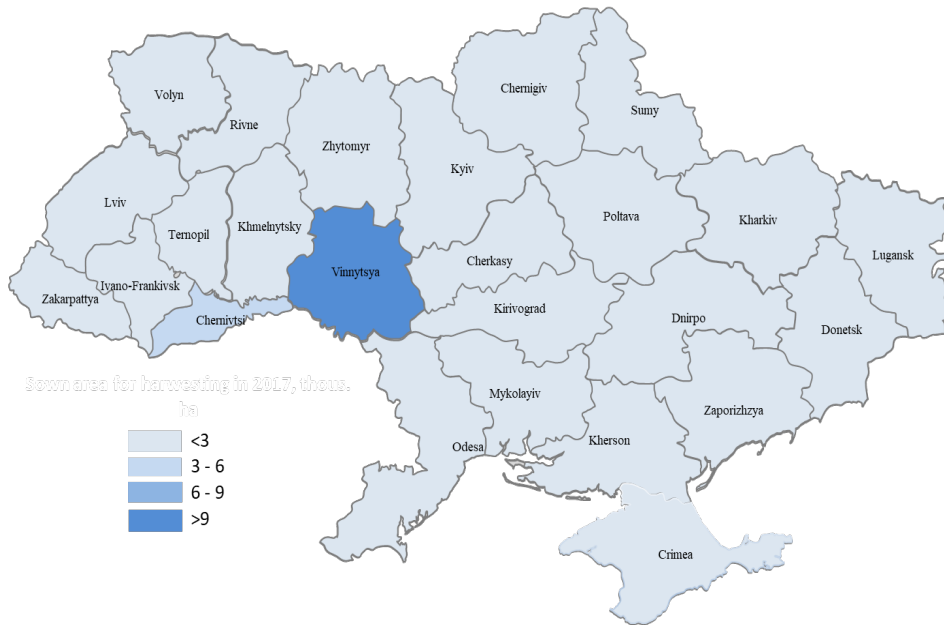 Chernigiv
Volyn
Sumy
Rivne
Zhytomyr
Kyiv
Lviv
Poltava
Kharkiv
Khmelnytsky
Ternopil
Lugansk
Cherkasy
Vinnytsya
Ivano-Frankivsk
Zakarpattya
Kirivograd
Chernivtsi
Dnirpo
Donetsk
Mykolayiv
Zaporizhzya
Kherson
Odesa
Crimea
Sown area for harwesting in 2017, thous.
ha
<3
3 - 6
6 - 9
>9